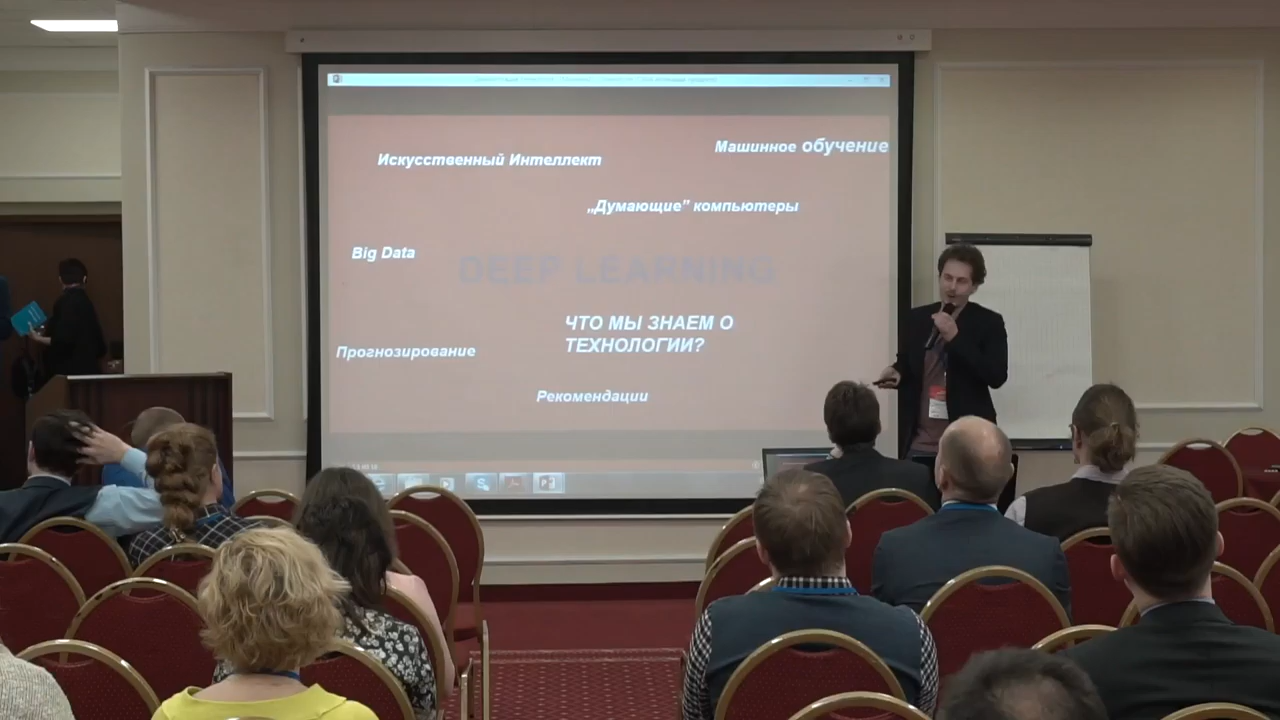 Машинное обучение
Искусственный Интеллект
„Думающие” компьютеры
Big Data
DEEP LEARNING
ЧТО МЫ ЗНАЕМ О
ТЕХНОЛОГИИ?
Прогнозирование
Рекомендации